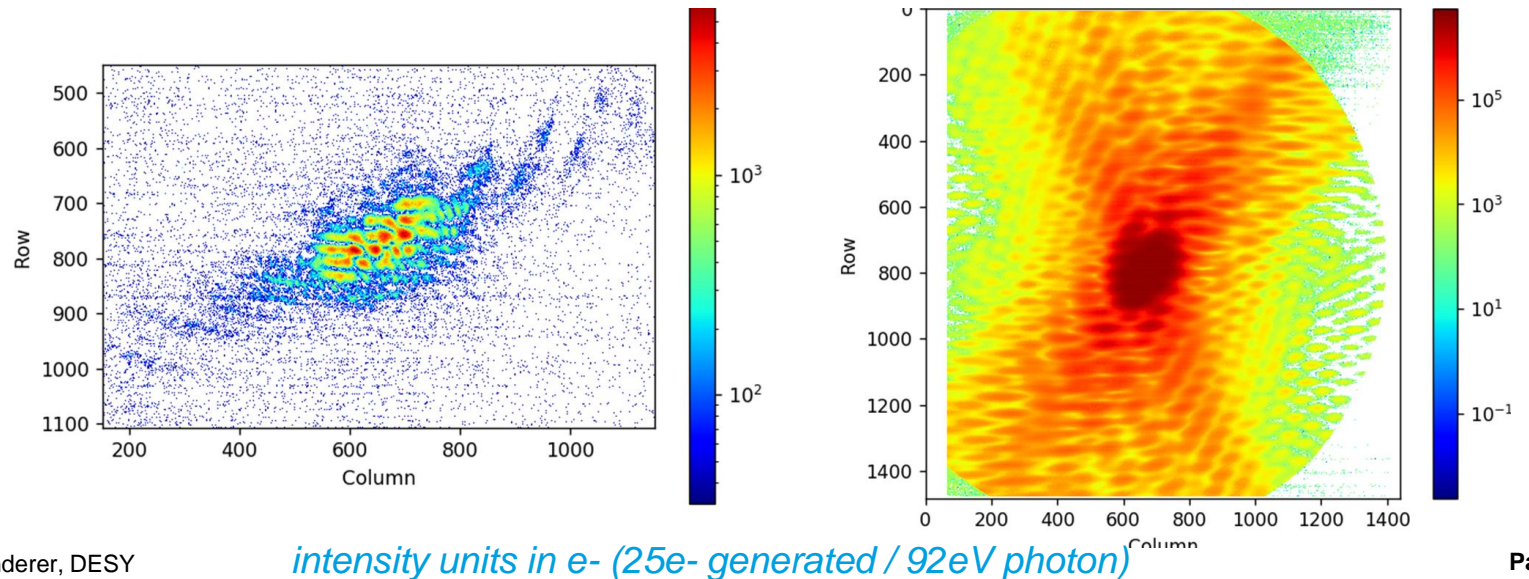 500
600
700
800
900
1000
1100
Row
200 400 600 800 1000
Column
10³
10²
0
200
400
600
800
1000
1200
1400
Row
0 200 400 600 800 1000 1200 1400
Column
10⁵
10³
10¹
10⁻¹
nderer, DESY
intensity units in e- (25e- generated / 92eV photon)
Pa